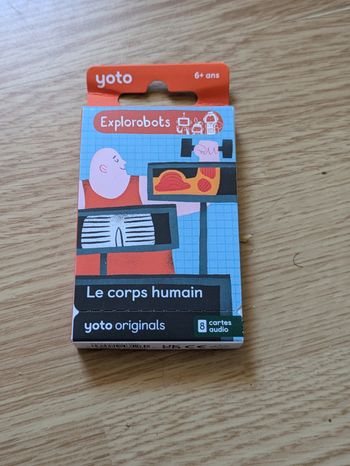 yoto
6+ ans
Explorobots
Le corps humain
yoto originals
8 cartes
audio